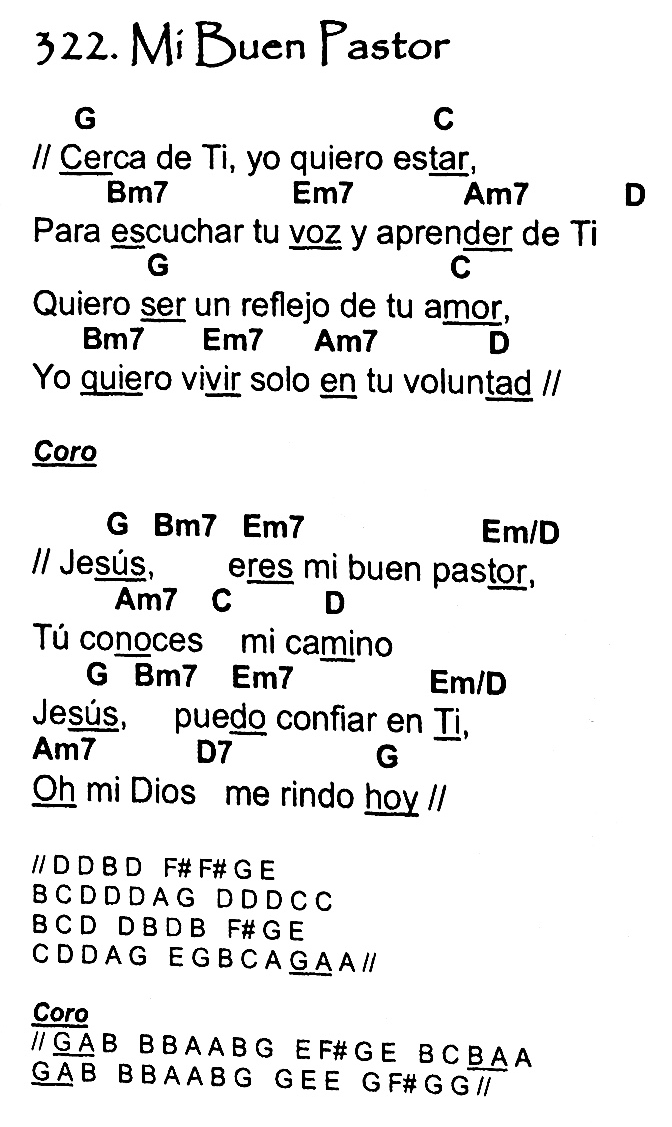 322. Mi Buen Pastor
G C
// Cerca de Ti, yo quiero estar,
Bm7 Em7 Am7 D
Para escuchar tu voz y aprender de Ti
G C
Quiero ser un reflejo de tu amor,
Bm7 Em7 Am7 D
Yo quiero vivir solo en tu voluntad //
Coro
G Bm7 Em7 Em/D
// Jesús, eres mi buen pastor,
Am7 C D
Tú conoces mi camino
G Bm7 Em7 Em/D
Jesús, puedo confiar en Ti,
Am7 D7 G
Oh mi Dios me rindo hoy //
// D D B D F# F# G E
B C D D D A G D D D C C
B C D D B D B F# G E
C D D A G E G B C A G A A //
Coro
// G A B B B A A B G E F# G E B C B A A
G A B B B A A B G G E E G F# G G //